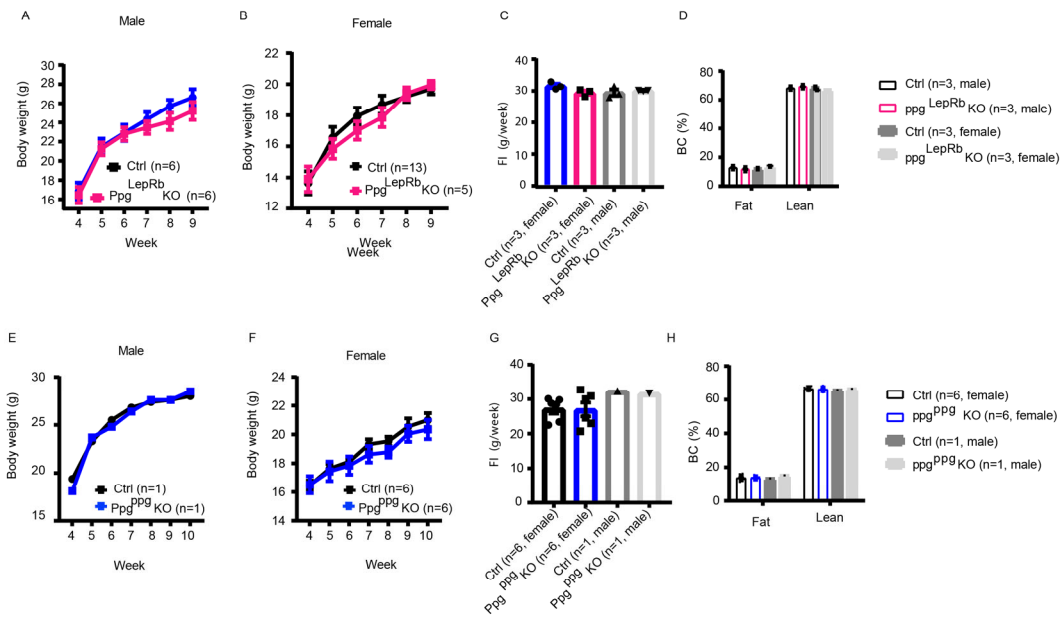 A
Male
Body weight (g)
28
26
24
22
20
18
16
Ctrl (n=6)
LepRb
Ppg KO (n=6)
4 5 6 7 8 9
Week
B
Female
Body weight (g)
20
18
16
14
12
Ctrl (n=13)
LepRb
Ppg KO (n=5)
4 5 6 7 8 9
Week
Week
C
FI (g/week)
40
30
20
10
0
Ctrl (n=3, female)
Ppg LepRb KO (n=3, female)
Ctrl (n=3, male)
Ppg LepRb KO (n=3, male)
D
BC (%)
80
60
40
20
0
Fat Lean
Ctrl (n=3, male)
ppg LepRb KO (n=3, malc)
Ctrl (n=3, female)
ppg LepRb KO (n=3, female)
E
Male
Body weight (g)
30
25
20
15
Ctrl (n=1)
Ppg ppg KO (n=1)
4 5 6 7 8 9 10
Week
F
Female
Body weight (g)
24
22
20
18
16
14
Ctrl (n=6)
Ppg ppg KO (n=6)
4 5 6 7 8 9 10
Week
G
FI (g/week)
40
30
20
10
0
Ctrl (n=6, female)
Ppg ppg KO (n=6, female)
Ctrl (n=1, male)
Ppg ppg KO (n=1, male)
H
BC (%)
80
60
40
20
0
Fat Lean
Ctrl (n=6, female)
ppg ppg KO (n=6, female)
Ctrl (n=1, male)
ppg ppg KO (n=1, male)